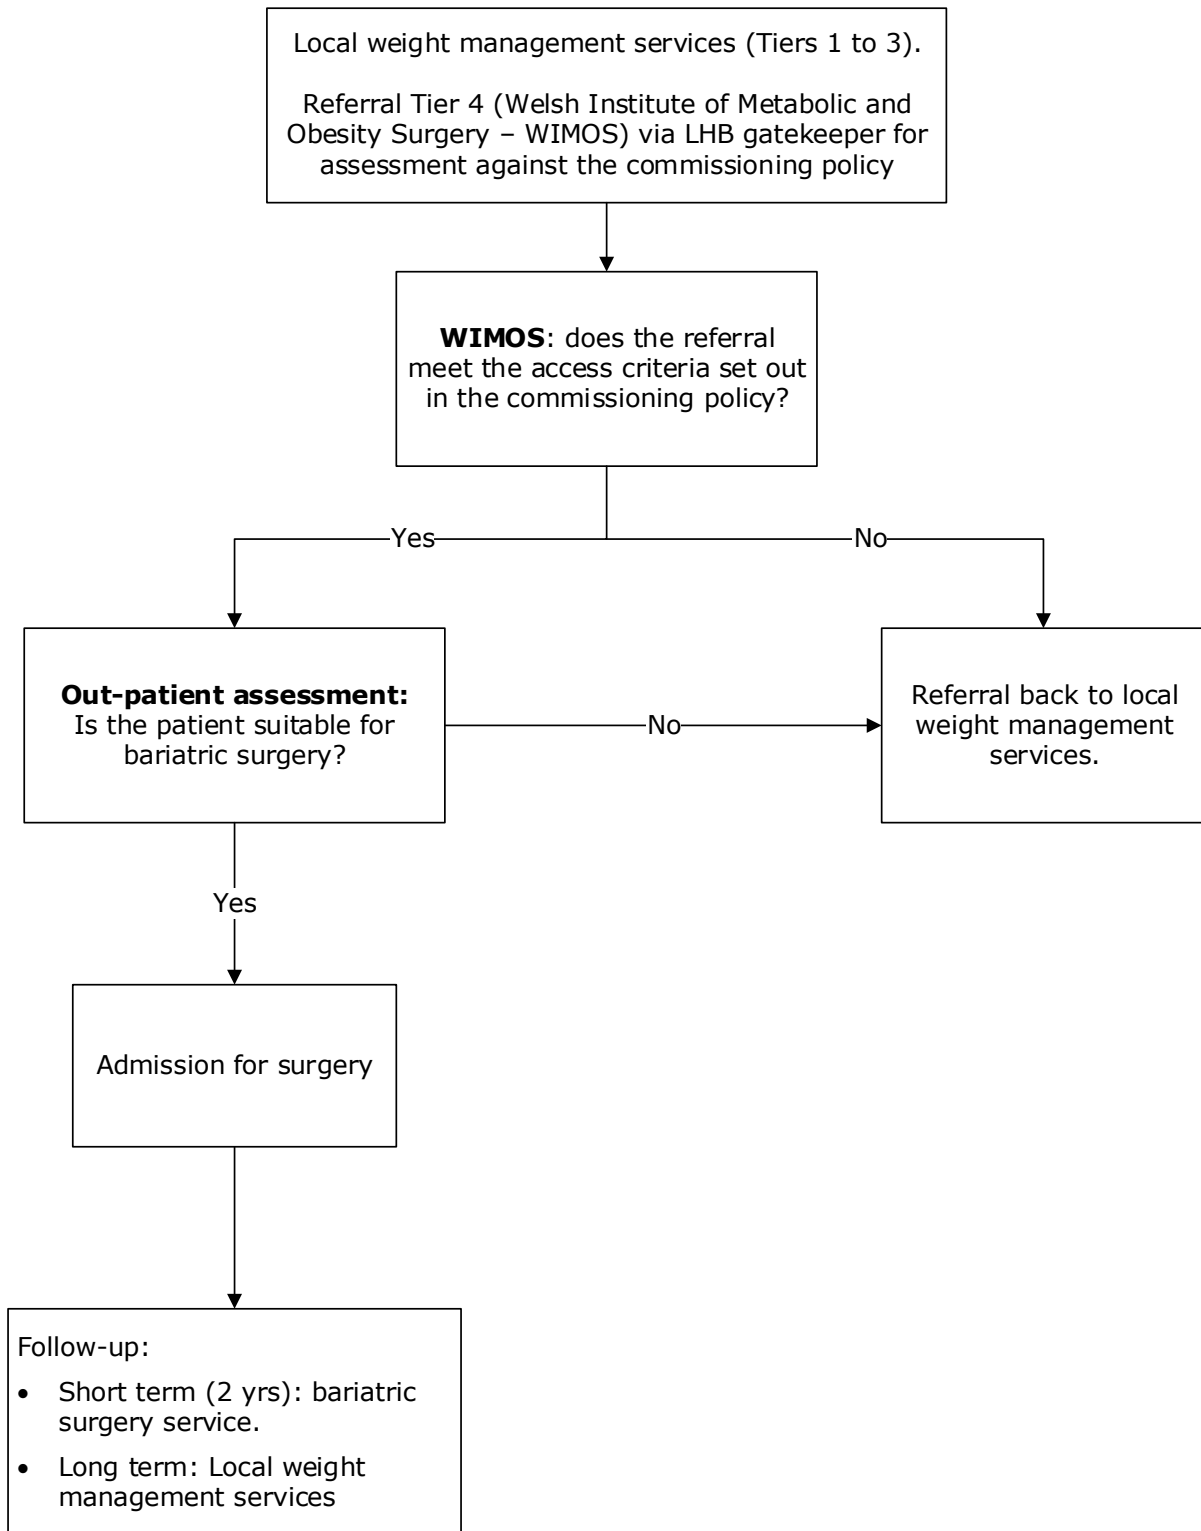 Local weight management services (Tiers 1 to 3).
Referral Tier 4 (Welsh Institute of Metabolic and
Obesity Surgery – WIMOS) via LHB gatekeeper for
assessment against the commissioning policy
WIMOS: does the referral
meet the access criteria set out
in the commissioning policy?
Yes
No
Out-patient assessment:
Is the patient suitable for
bariatric surgery?
No
Referral back to local
weight management
services.
Yes
Admission for surgery
Follow-up:
• Short term (2 yrs): bariatric
surgery service.
• Long term: Local weight
management services